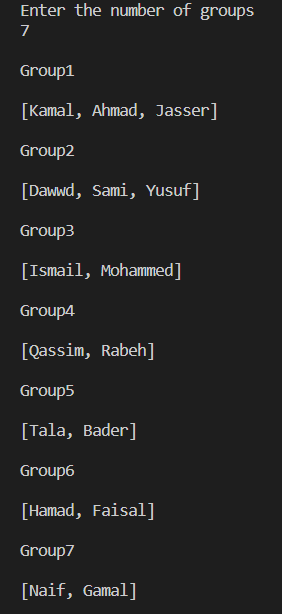 Enter the number of groups
7
Group1
[Kamal, Ahmad, Jasser]
Group2
[Dawwd, Sami, Yusuf]
Group3
[Ismail, Mohammed]
Group4
[Qassim, Rabeh]
Group5
[Tala, Bader]
Group6
[Hamad, Faisal]
Group7
[Naif, Gamal]